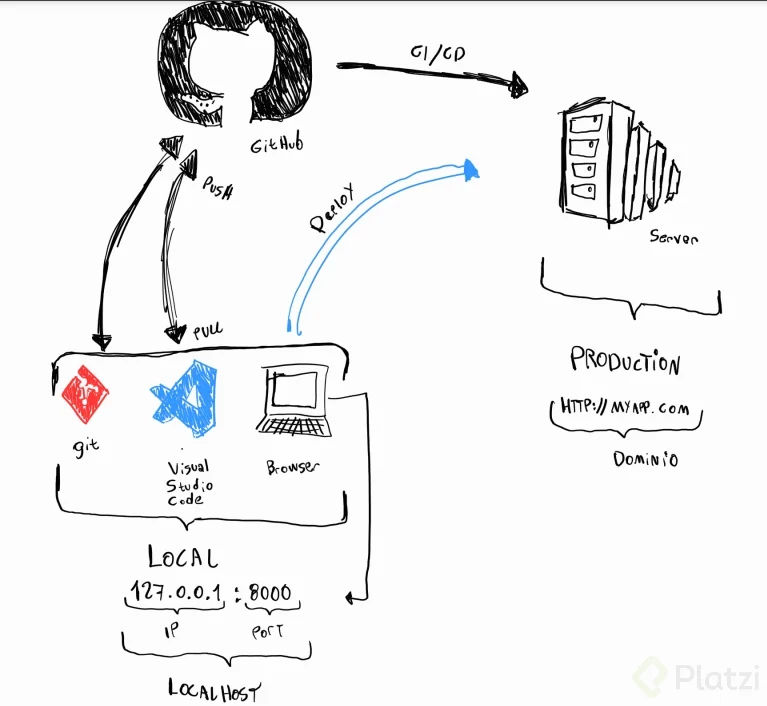 CI/CD
GitHub
PUSH
Deploy
Server
PULL
PRODUCTION
HTTP://MYAPP.COM
DOMINIO
git
Visual
Studio
Code
Browser
LOCAL
127.0.0.1 : 8000
IP PORT
LOCALHOST
Platzi